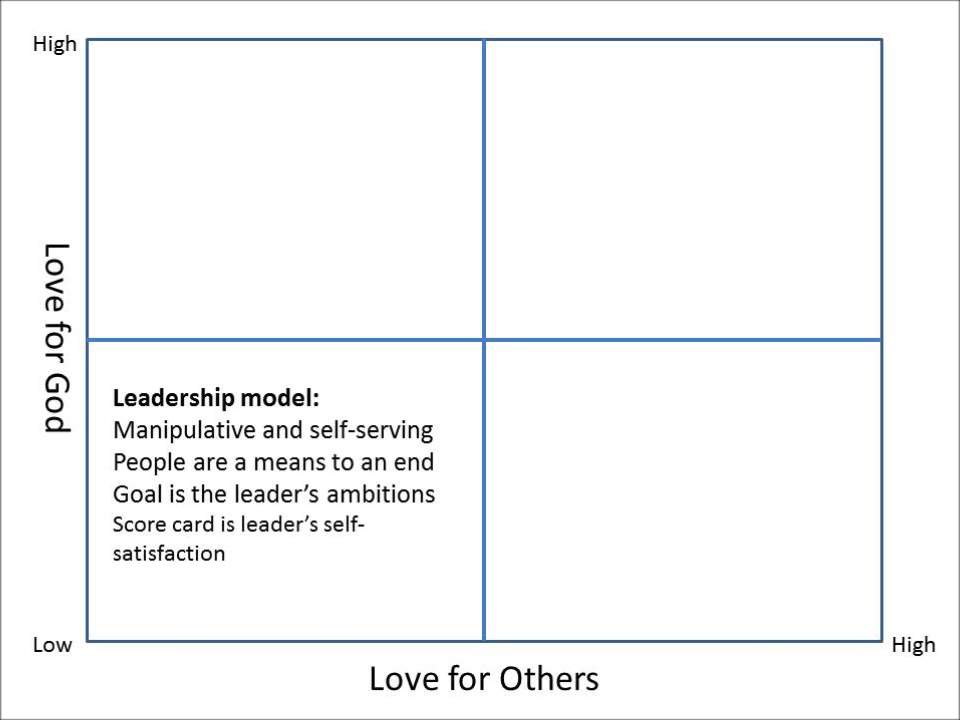 High
Love for God
Leadership model:
Manipulative and self-serving
People are a means to an end
Goal is the leader’s ambitions
Score card is leader’s self-
satisfaction
Low
High
Love for Others